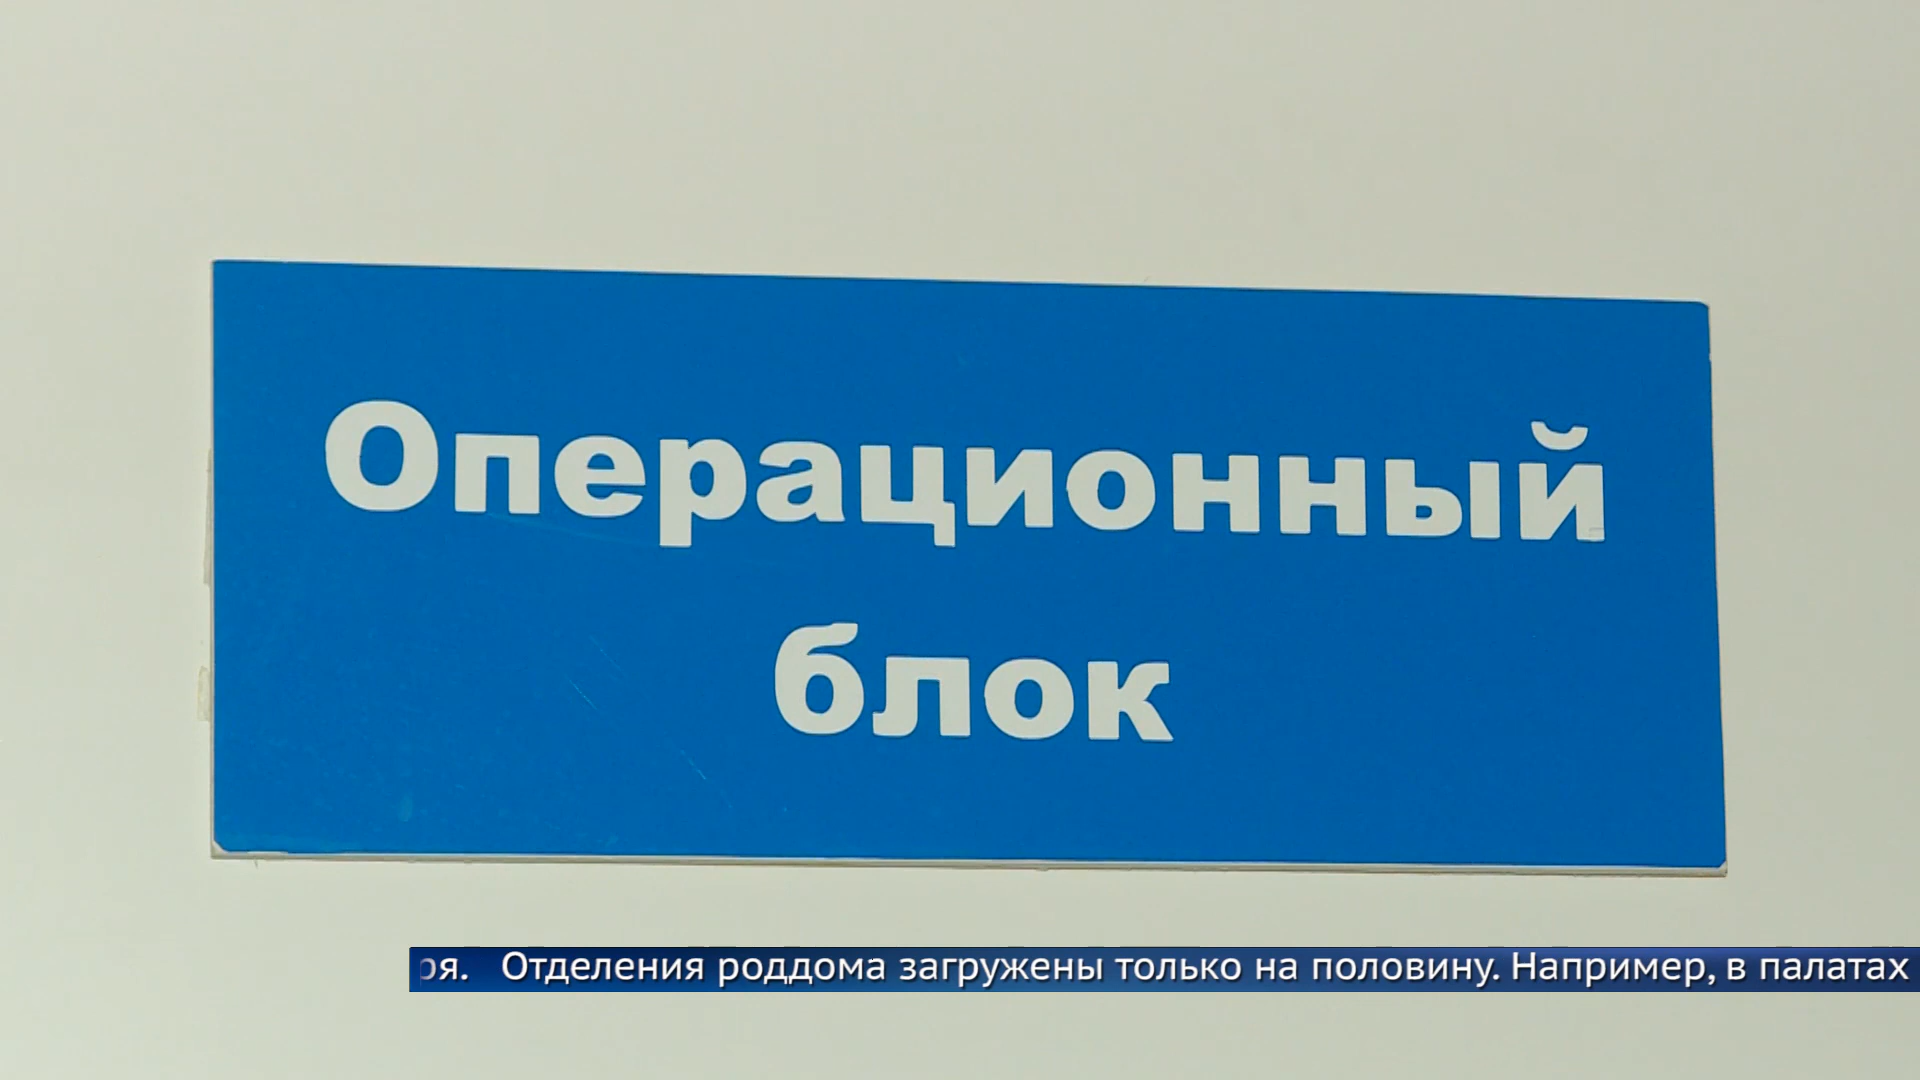 Операционный
блок
Отделения роддома загружены только на половину. Например, в палатах